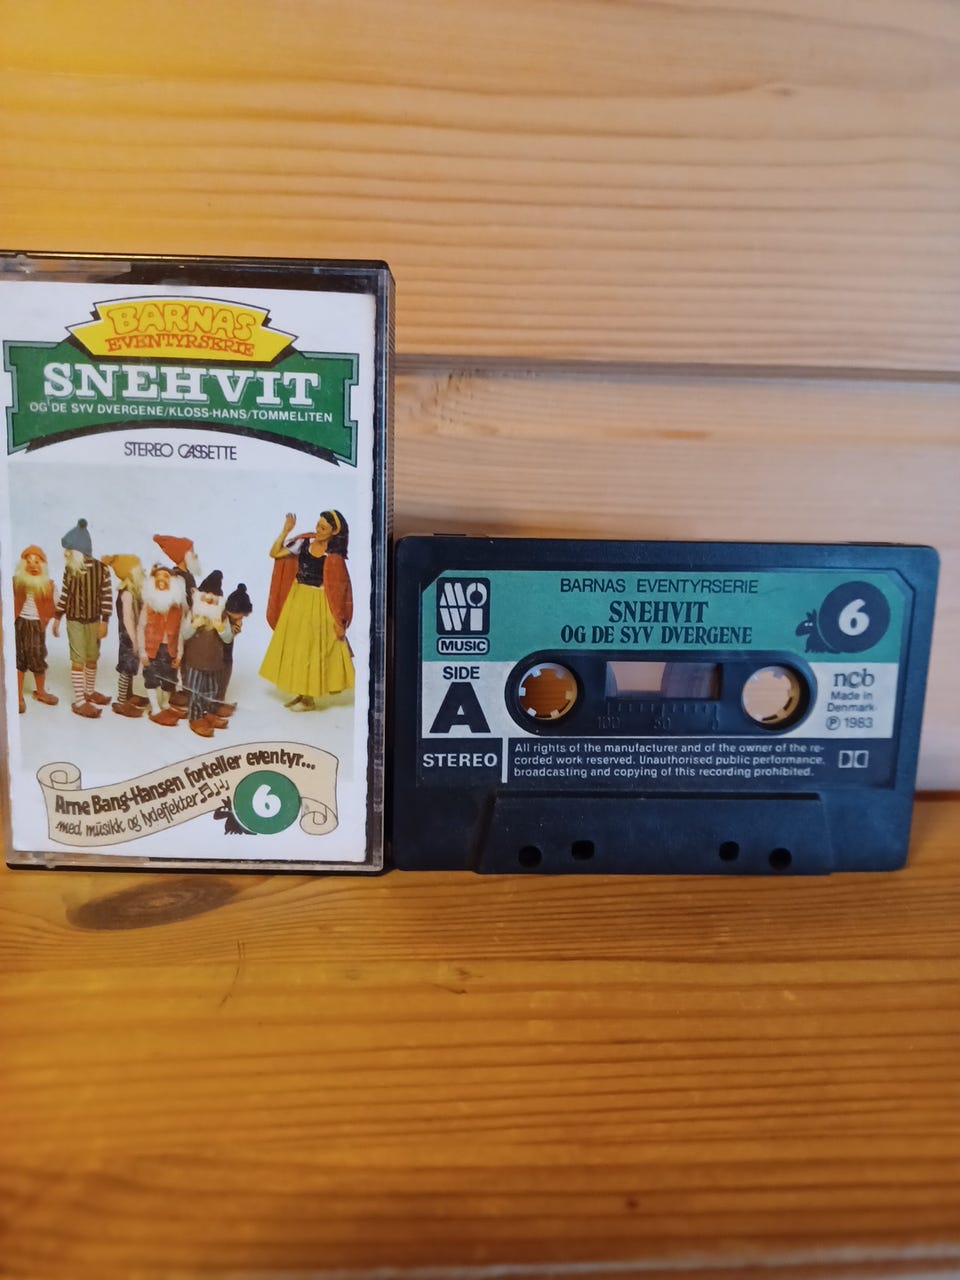 BARNAS
EVENTYRSERIE
SNEHVIT
OG DE SYV DVERGENE/KLOSS-HANS/TOMMELITEN
STEREO CASSETTE
Arne Bang-Hansen forteller eventyr...
med musikk og lydeffekter
6
MOWI
MUSIC
BARNAS EVENTYRSERIE
SNEHVIT
OG DE SYV DVERGENE
6
SIDE
A
STEREO
100 50 0
ncb
Made in
Denmark
℗ 1983
All rights of the manufacturer and of the owner of the re-
corded work reserved. Unauthorised public performance,
broadcasting and copying of this recording prohibited.